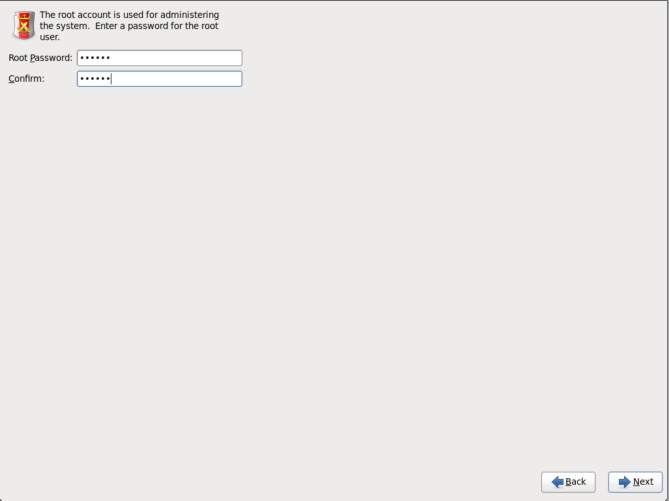 The root account is used for administering
the system.  Enter a password for the root
user.
Root Password: ••••••
Confirm: ••••••
Back
Next